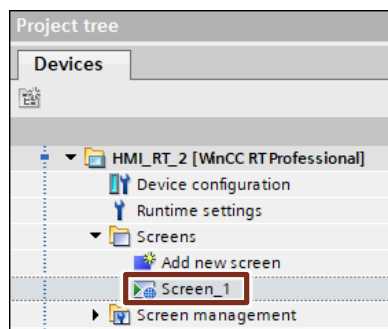 Project tree
Devices
HMI_RT_2 [WinCC RT Professional]
Device configuration
Runtime settings
Screens
Add new screen
Screen_1
Screen management